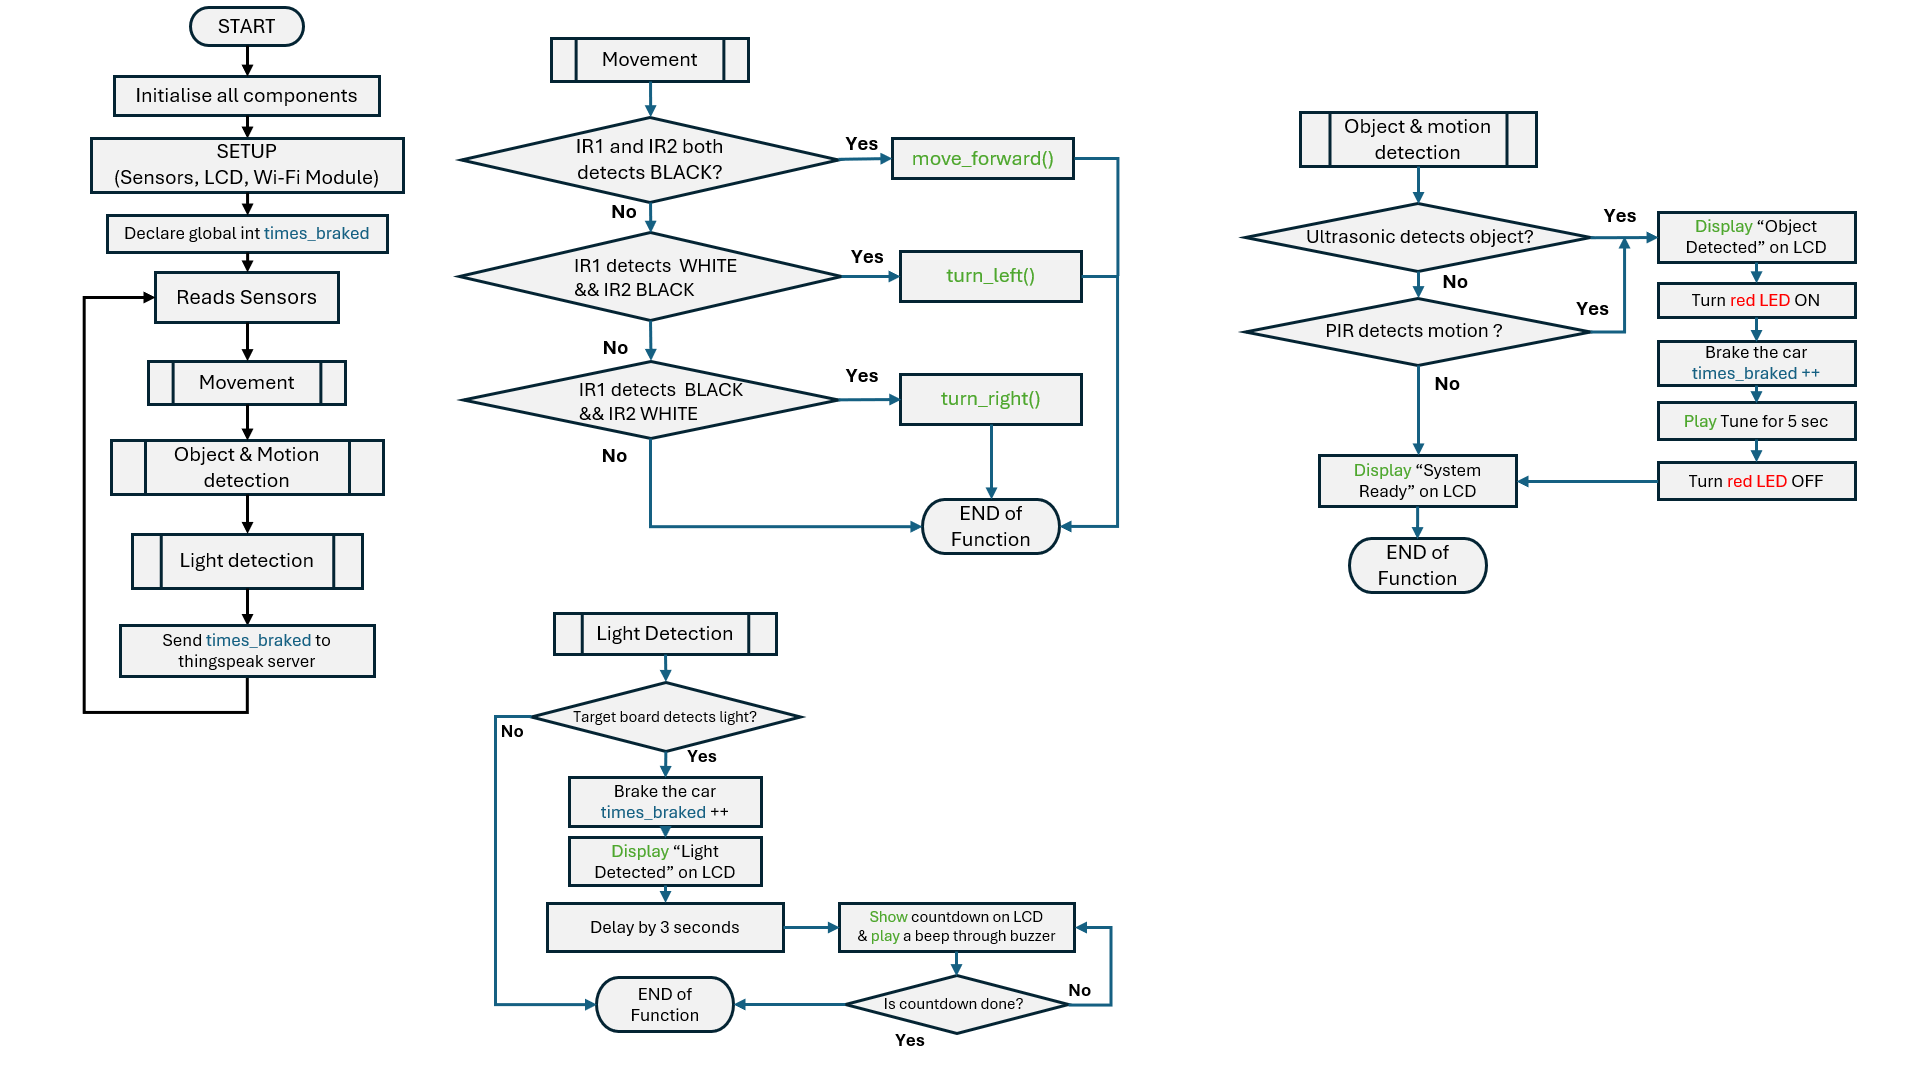 START
Initialise all components
SETUP
(Sensors, LCD, Wi-Fi Module)
Declare global int times_braked
Reads Sensors
Movement
Object & Motion
detection
Light detection
Send times_braked to
thingspeak server
Movement
IR1 and IR2 both
detects BLACK?
Yes
move_forward()
No
IR1 detects WHITE
&& IR2 BLACK
Yes
turn_left()
No
IR1 detects BLACK
&& IR2 WHITE
Yes
turn_right()
No
END of
Function
Object & motion
detection
Ultrasonic detects object?
Yes
No
PIR detects motion ?
Yes
No
Display “Object
Detected” on LCD
Turn red LED ON
Brake the car
times_braked ++
Play Tune for 5 sec
Turn red LED OFF
Display “System
Ready” on LCD
END of
Function
Light Detection
Target board detects light?
No
Yes
Brake the car
times_braked ++
Display “Light
Detected” on LCD
Delay by 3 seconds
Show countdown on LCD
& play a beep through buzzer
Is countdown done?
No
Yes
END of
Function